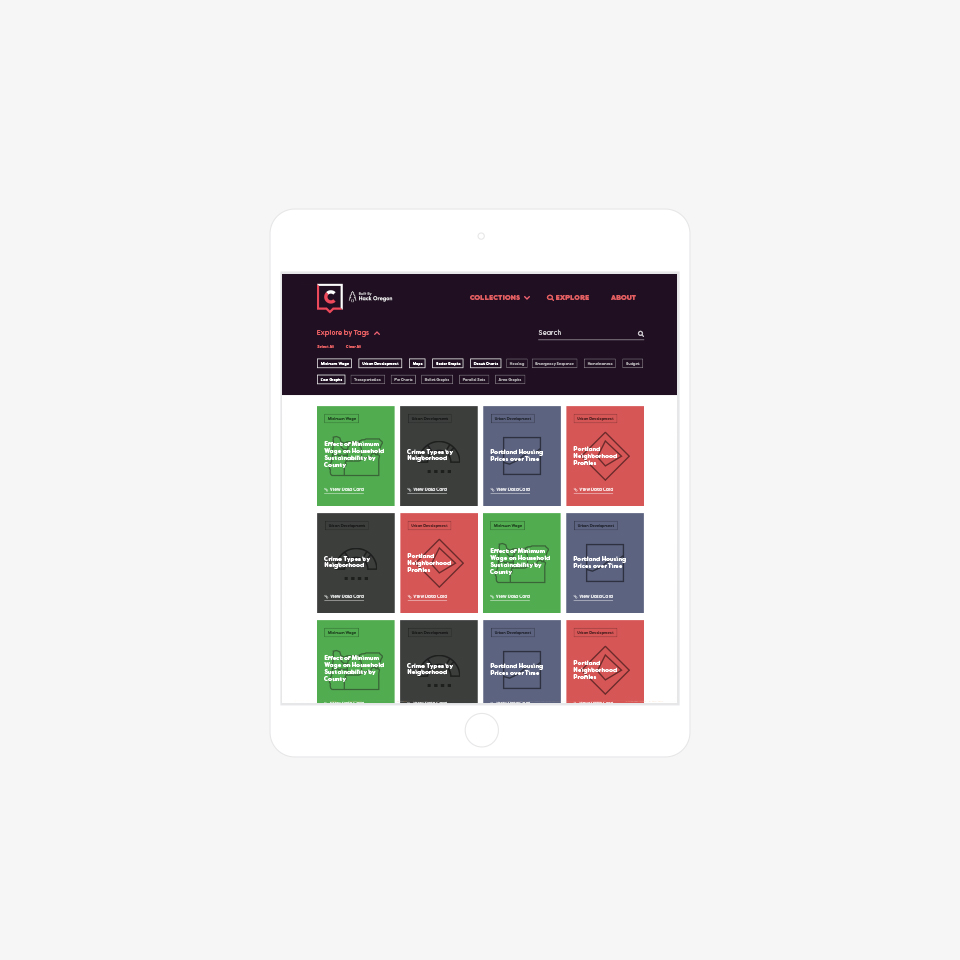 C
Built By
Hack Oregon
COLLECTIONS
EXPLORE
ABOUT
Explore by Tags
Search
Select All
Clear All
Minimum Wage
Urban Development
Maps
Scatter Graphs
Donut Charts
Housing
Emergency Response
Homelessness
Budget
Line Graphs
Transportation
Pie Charts
Bullet Graphs
Parallel Sets
Area Graphs
Minimum Wage
Effect of Minimum
Wage on Household
Sustainability by
County
View Data Card
Urban Development
Crime Types by
Neigborhood
View Data Card
Urban Development
Portland Housing
Prices over Time
View Data Card
Urban Development
Portland
Neighborhood
Profiles
View Data Card
Urban Development
Crime Types by
Neigborhood
View Data Card
Urban Development
Portland
Neighborhood
Profiles
View Data Card
Minimum Wage
Effect of Minimum
Wage on Household
Sustainability by
County
View Data Card
Urban Development
Portland Housing
Prices over Time
View Data Card
Minimum Wage
Effect of Minimum
Wage on Household
Sustainability by
County
Urban Development
Crime Types by
Neigborhood
Urban Development
Portland Housing
Prices over Time
Urban Development
Portland
Neighborhood
Profiles